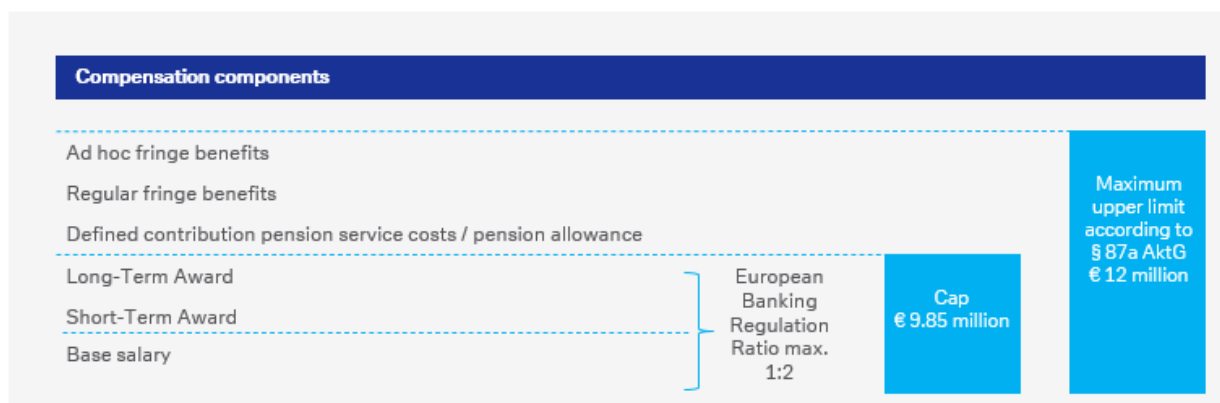 Compensation components
Ad hoc fringe benefits
Regular fringe benefits
Defined contribution pension service costs / pension allowance
Long-Term Award
Short-Term Award
Base salary
European
Banking
Regulation
Ratio max.
1:2
Cap
€ 9.85 million
Maximum
upper limit
according to
§ 87a AktG
€ 12 million